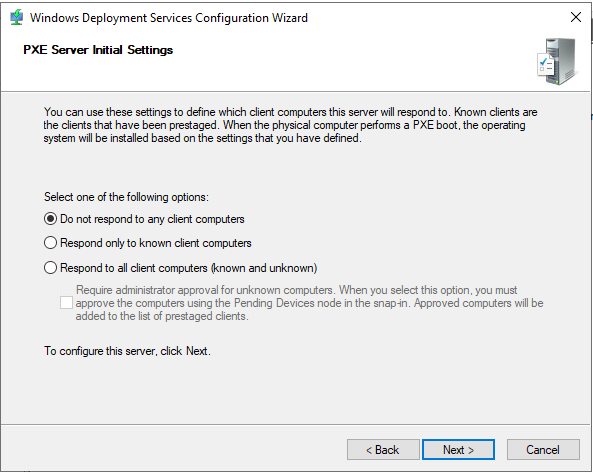 Windows Deployment Services Configuration Wizard
PXE Server Initial Settings
You can use these settings to define which client computers this server will respond to. Known clients are
the clients that have been prestaged. When the physical computer performs a PXE boot, the operating
system will be installed based on the settings that you have defined.
Select one of the following options:
Do not respond to any client computers
Respond only to known client computers
Respond to all client computers (known and unknown)
Require administrator approval for unknown computers. When you select this option, you must
approve the computers using the Pending Devices node in the snap-in. Approved computers will be
added to the list of prestaged clients.
To configure this server, click Next.
< Back
Next >
Cancel